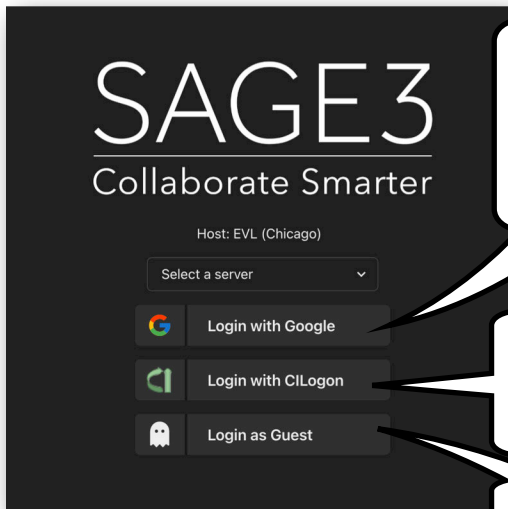 SAGE3
Collaborate Smarter
Host: EVL (Chicago)
Select a server
Login with Google
Login with CILogon
Login as Guest